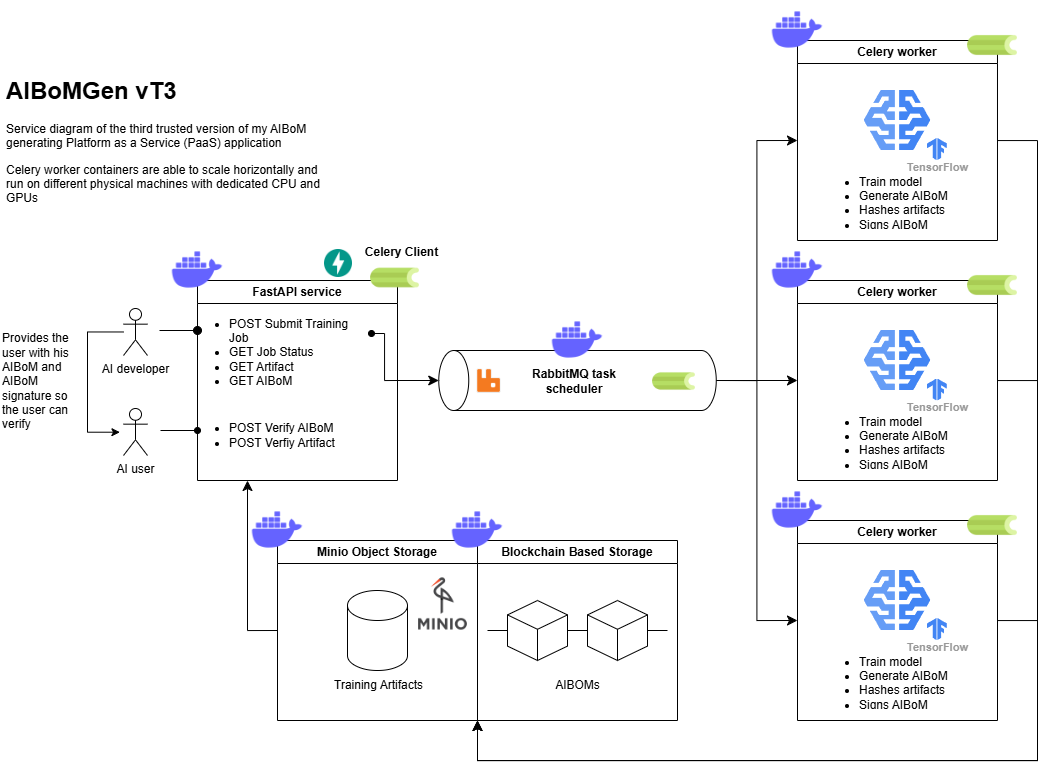 AIBoMGen vT3
Service diagram of the third trusted version of my AIBoM
generating Platform as a Service (PaaS) application
Celery worker containers are able to scale horizontally and
run on different physical machines with dedicated CPU and
GPUs
Celery Client
FastAPI service
• POST Submit Training
Job
• GET Job Status
• GET Artifact
• GET AIBoM
• POST Verify AIBoM
• POST Verfiy Artifact
Provides the
user with his
AIBoM and
AIBoM
signature so
the user can
verify
AI developer
AI user
RabbitMQ task
scheduler
Celery worker
TensorFlow
• Train model
• Generate AIBoM
• Hashes artifacts
• Signs AIBoM
Celery worker
TensorFlow
• Train model
• Generate AIBoM
• Hashes artifacts
• Signs AIBoM
Celery worker
TensorFlow
• Train model
• Generate AIBoM
• Hashes artifacts
• Signs AIBoM
Minio Object Storage
MINIO
Training Artifacts
Blockchain Based Storage
AIBOMs